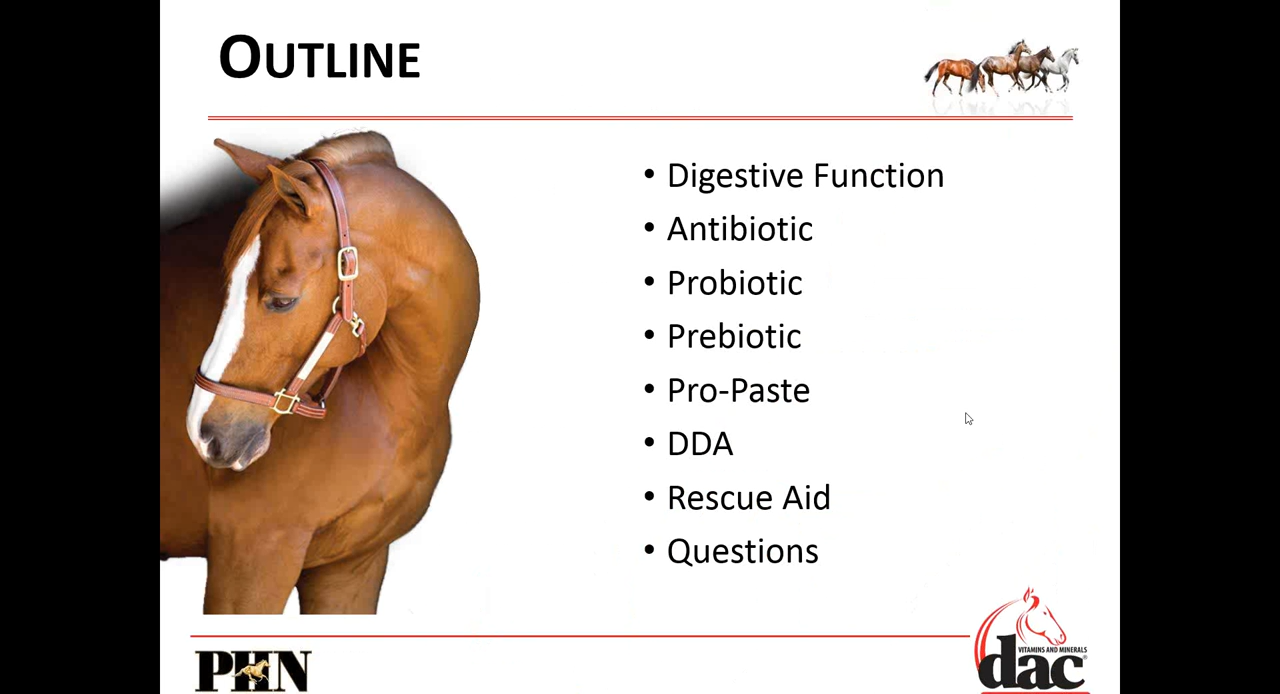 OUTLINE
• Digestive Function
• Antibiotic
• Probiotic
• Prebiotic
• Pro-Paste
• DDA
• Rescue Aid
• Questions
PHN
VITAMINS AND MINERALS
dac®